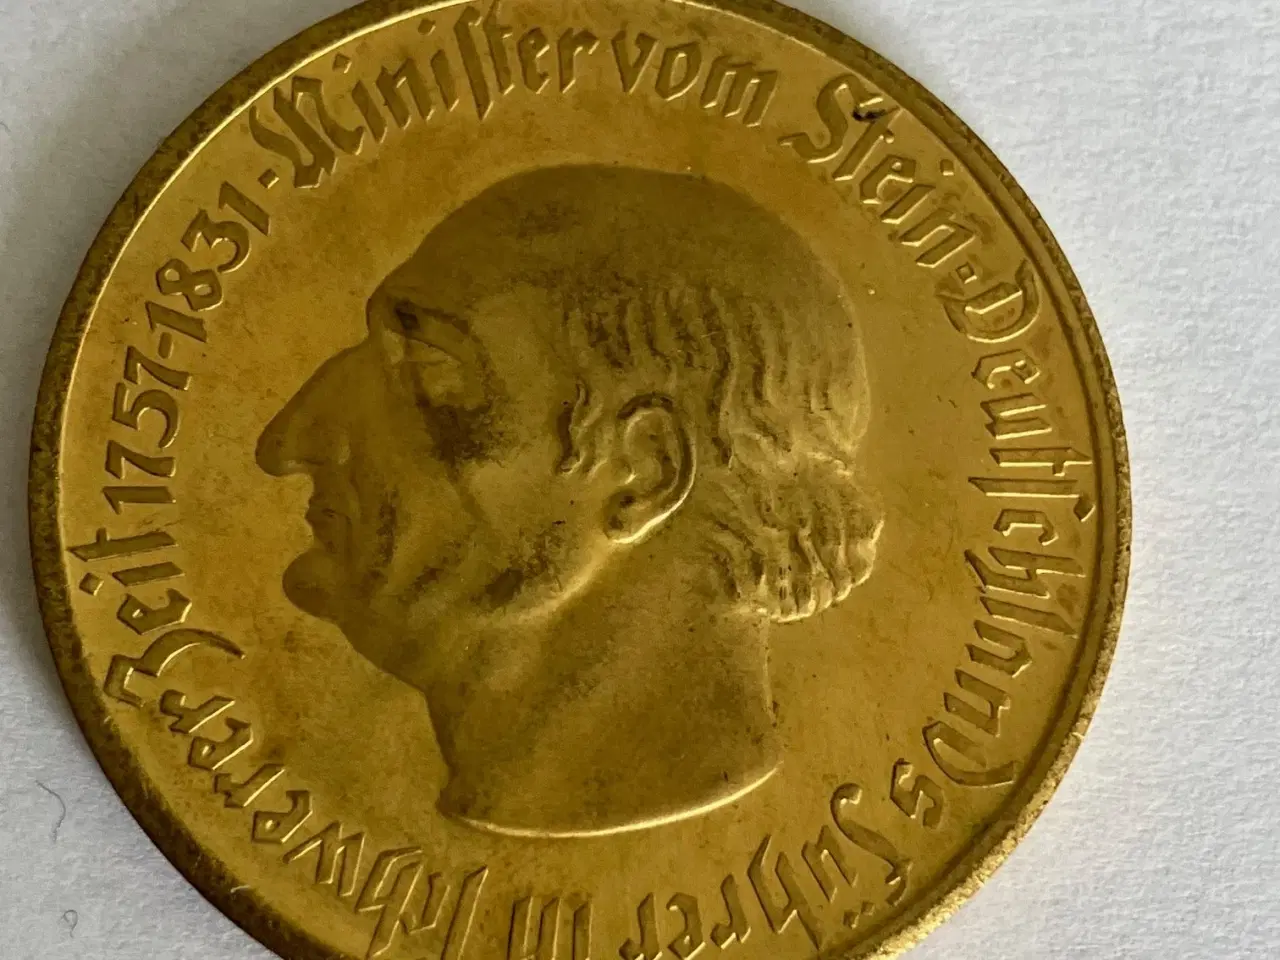 Minister vom Stein · Deutschlands Führer in schwerer Zeit 1757-1831 ·